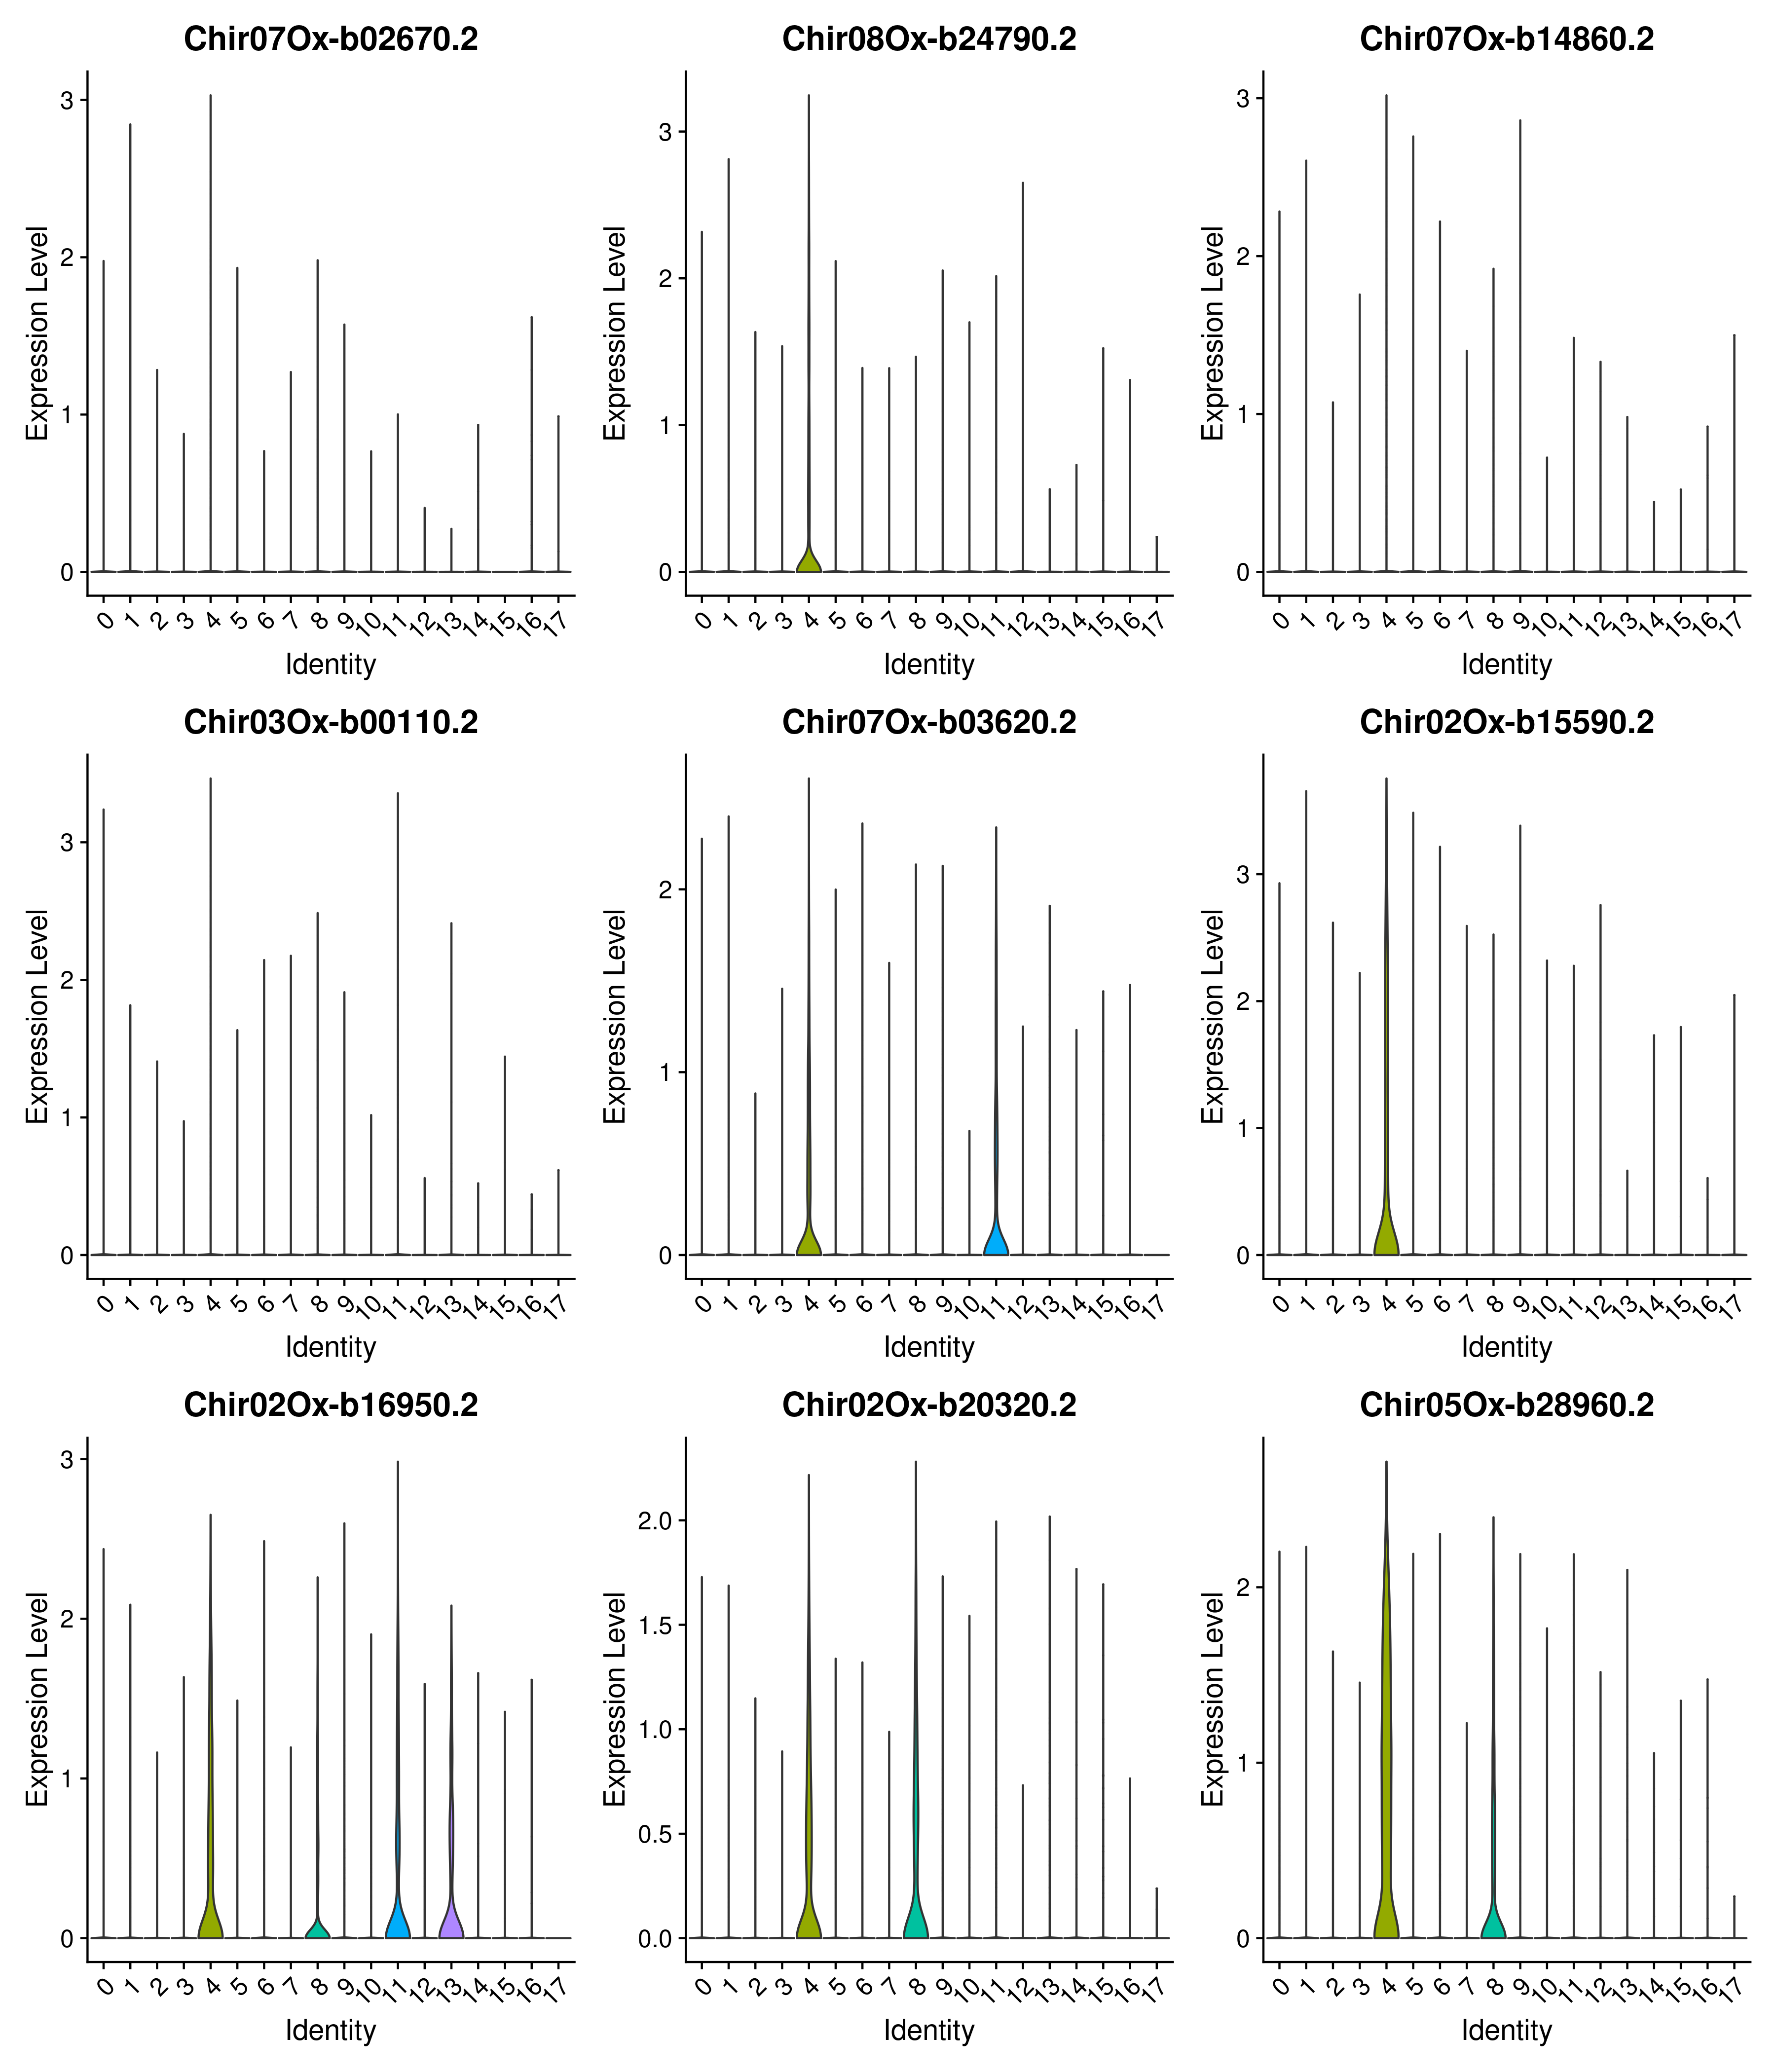 Chir07Ox-b02670.2
Chir08Ox-b24790.2
Chir07Ox-b14860.2
Expression Level
3
2
1
0
0 1 2 3 4 5 6 7 8 9 10 11 12 13 14 15 16 17
Identity
Expression Level
3
2
1
0
0 1 2 3 4 5 6 7 8 9 10 11 12 13 14 15 16 17
Identity
Expression Level
3
2
1
0
0 1 2 3 4 5 6 7 8 9 10 11 12 13 14 15 16 17
Identity
Chir03Ox-b00110.2
Chir07Ox-b03620.2
Chir02Ox-b15590.2
Expression Level
3
2
1
0
0 1 2 3 4 5 6 7 8 9 10 11 12 13 14 15 16 17
Identity
Expression Level
2
1
0
0 1 2 3 4 5 6 7 8 9 10 11 12 13 14 15 16 17
Identity
Expression Level
3
2
1
0
0 1 2 3 4 5 6 7 8 9 10 11 12 13 14 15 16 17
Identity
Chir02Ox-b16950.2
Chir02Ox-b20320.2
Chir05Ox-b28960.2
Expression Level
3
2
1
0
0 1 2 3 4 5 6 7 8 9 10 11 12 13 14 15 16 17
Identity
Expression Level
2.0
1.5
1.0
0.5
0.0
0 1 2 3 4 5 6 7 8 9 10 11 12 13 14 15 16 17
Identity
Expression Level
2
1
0
0 1 2 3 4 5 6 7 8 9 10 11 12 13 14 15 16 17
Identity